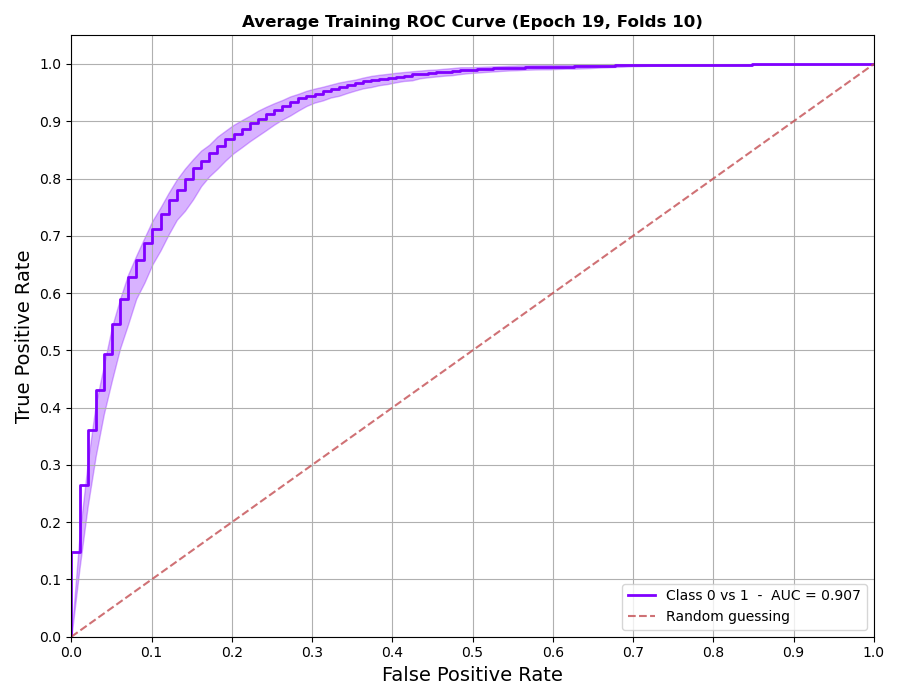 Average Training ROC Curve (Epoch 19, Folds 10)
True Positive Rate
1.0
0.9
0.8
0.7
0.6
0.5
0.4
0.3
0.2
0.1
0.0
Class 0 vs 1 - AUC = 0.907
Random guessing
0.0 0.1 0.2 0.3 0.4 0.5 0.6 0.7 0.8 0.9 1.0
False Positive Rate